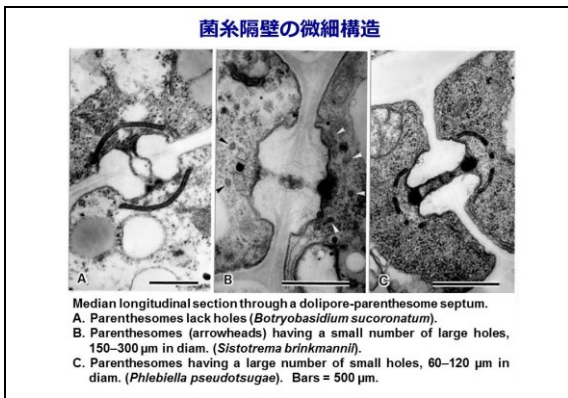 菌糸隔壁の微細構造
A
B
C
Median longitudinal section through a dolipore-parenthesome septum.
A. Parenthesomes lack holes (Botryobasidium sucoronatum).
B. Parenthesomes (arrowheads) having a small number of large holes,
150–300 µm in diam. (Sistotrema brinkmannii).
C. Parenthesomes having a large number of small holes, 60–120 µm in
diam. (Phlebiella pseudotsugae). Bars = 500 µm.